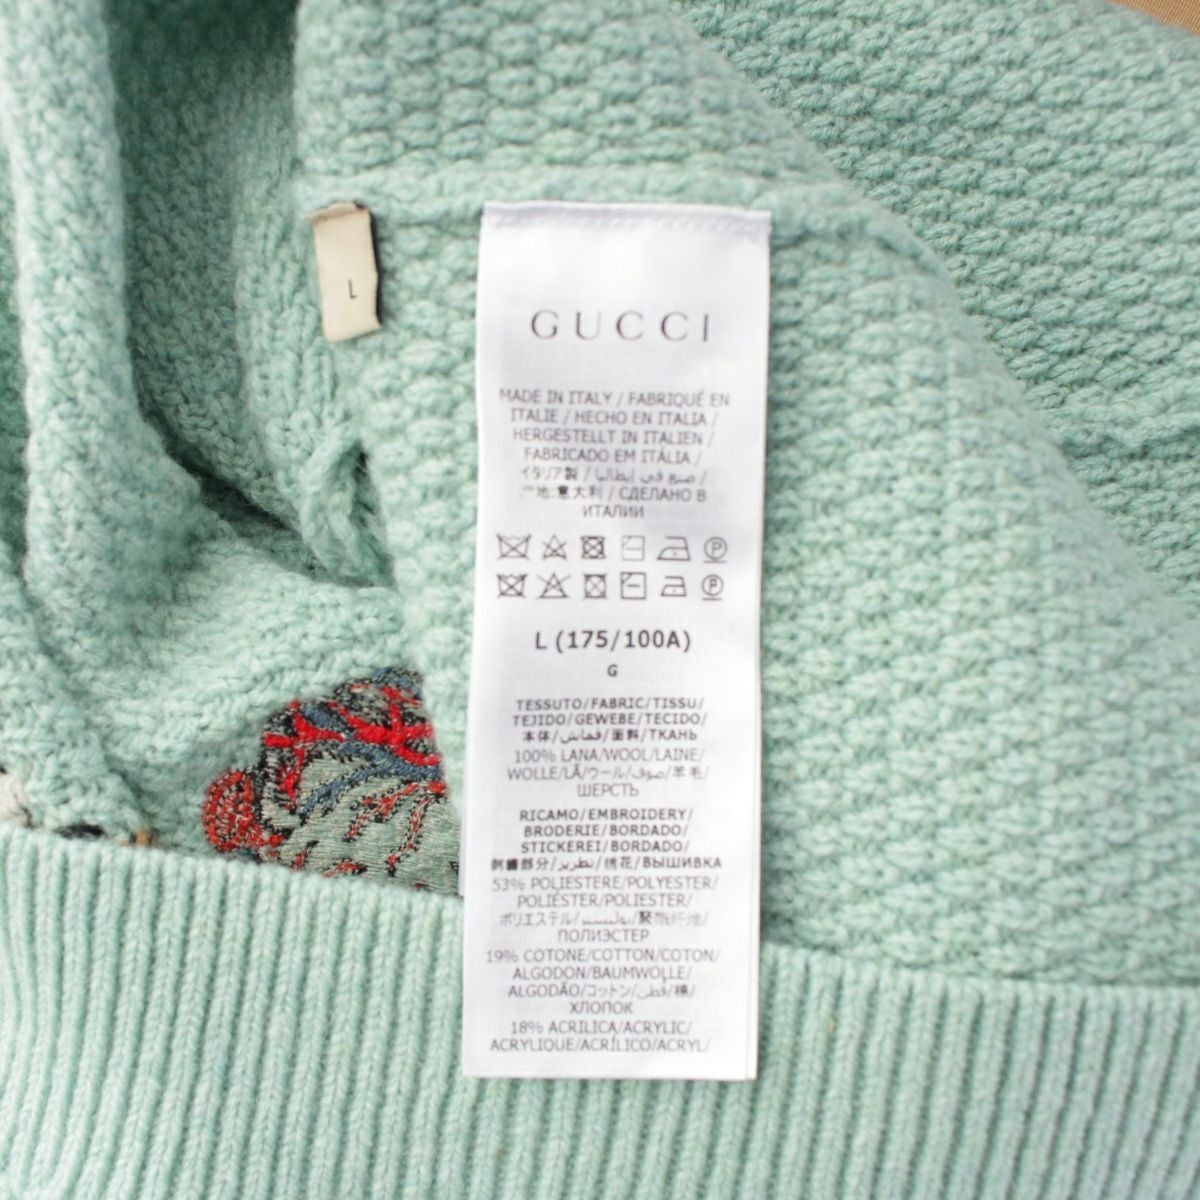 L
GUCCI
MADE IN ITALY / FABRIQUÉ EN
ITALIE / HECHO EN ITALIA /
HERGESTELLT IN ITALIEN /
FABRICADO EM ITÁLIA /
イタリア製 / صنع في إيطاليا /
产地:意大利 / СДЕЛАНО В
ИТАЛИИ
L (175/100A)
G
TESSUTO/FABRIC/TISSU/
TEJIDO/GEWEBE/TECIDO/
本体/قماش/面料/ТКАНЬ
100% LANA/WOOL/LAINE/
WOLLE/LÃ/ウール/صوف/羊毛/
ШЕРСТЬ
RICAMO/EMBROIDERY/
BRODERIE/BORDADO/
STICKEREI/BORDADO/
刺繍部分/تطريز/绣花/ВЫШИВКА
53% POLIESTERE/POLYESTER/
POLIÉSTER/POLIESTER/
ポリエステル/بوليستر/聚酯纤维/
ПОЛИЭСТЕР
19% COTONE/COTTON/COTON/
ALGODON/BAUMWOLLE/
ALGODÃO/コットン/قطن/棉/
ХЛОПОК
18% ACRILICA/ACRYLIC/
ACRYLIQUE/ACRÍLICO/ACRYL/